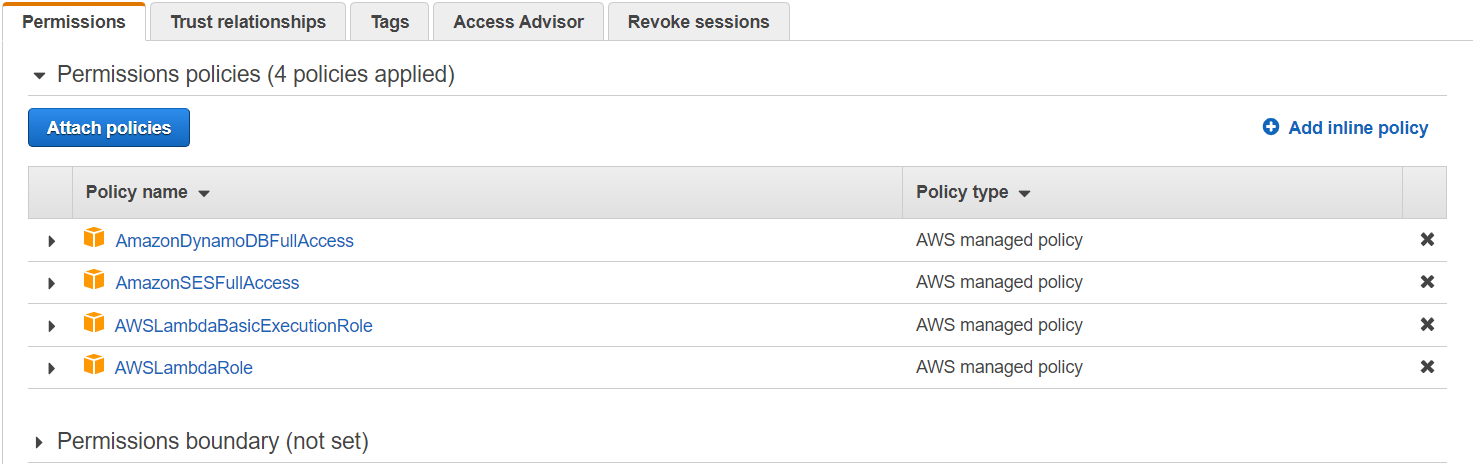 Permissions Trust relationships Tags Access Advisor Revoke sessions
Permissions policies (4 policies applied)
Attach policies Add inline policy
Policy name Policy type
AmazonDynamoDBFullAccess AWS managed policy
AmazonSESFullAccess AWS managed policy
AWSLambdaBasicExecutionRole AWS managed policy
AWSLambdaRole AWS managed policy
Permissions boundary (not set)